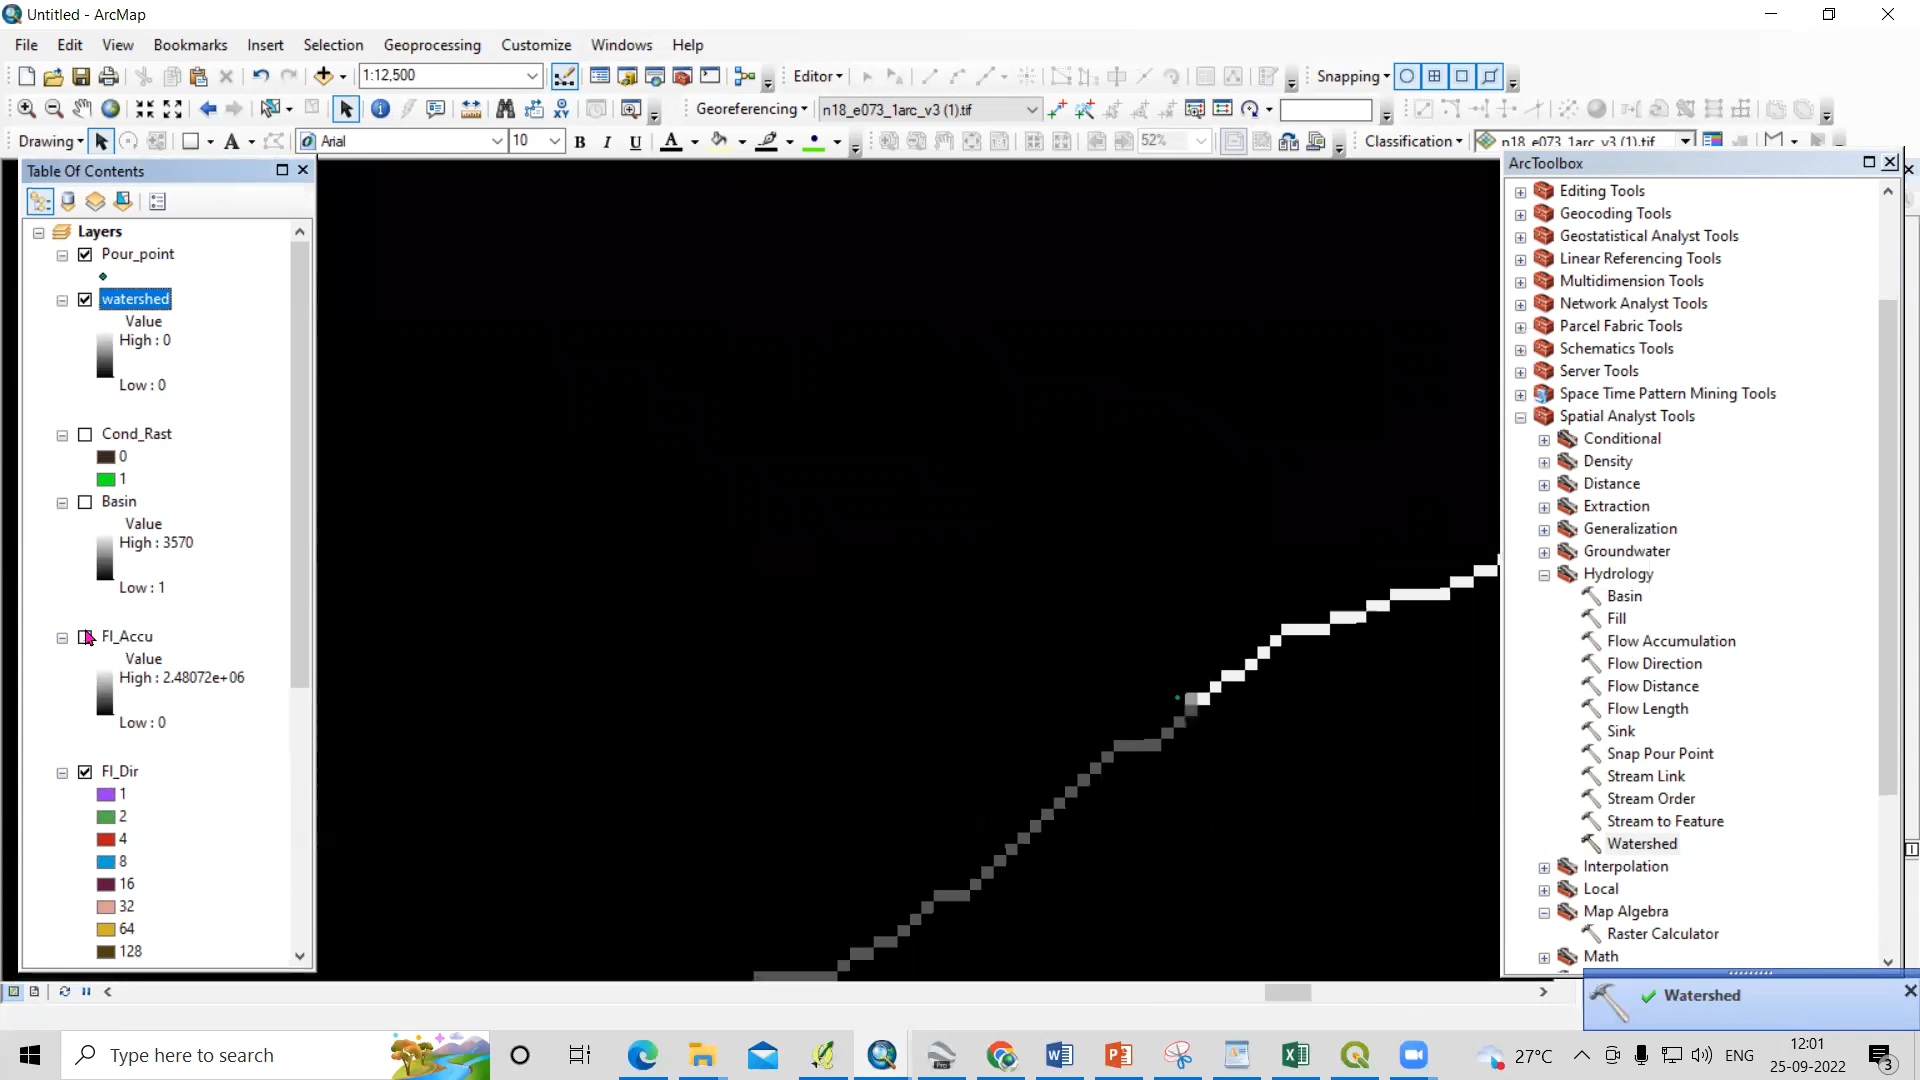 Untitled - ArcMap
File Edit View Bookmarks Insert Selection Geoprocessing Customize Windows Help
1:12,500 Editor Snapping
Georeferencing n18_e073_1arc_v3 (1).tif
Drawing Arial 10 B I U A 52% Classification n18_e073_1arc_v3 (1).tif
Table Of Contents
Layers
Pour_point
watershed
Value
High : 0
Low : 0
Cond_Rast
0
1
Basin
Value
High : 3570
Low : 1
Fl_Accu
Value
High : 2.48072e+06
Low : 0
Fl_Dir
1
2
4
8
16
32
64
128
ArcToolbox
Editing Tools
Geocoding Tools
Geostatistical Analyst Tools
Linear Referencing Tools
Multidimension Tools
Network Analyst Tools
Parcel Fabric Tools
Schematics Tools
Server Tools
Space Time Pattern Mining Tools
Spatial Analyst Tools
Conditional
Density
Distance
Extraction
Generalization
Groundwater
Hydrology
Basin
Fill
Flow Accumulation
Flow Direction
Flow Distance
Flow Length
Sink
Snap Pour Point
Stream Link
Stream Order
Stream to Feature
Watershed
Interpolation
Local
Map Algebra
Raster Calculator
Math
Watershed
Type here to search
27°C ENG
12:01
25-09-2022
3